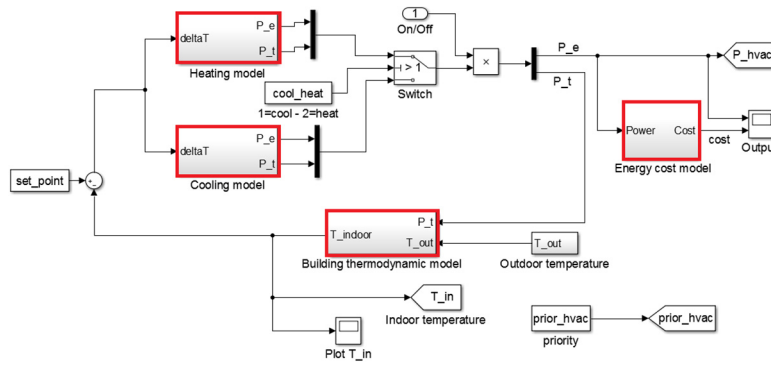 1
On/Off
deltaT
P_e
P_t
Heating model
> 1
Switch
×
P_e
P_t
P_hvac
cool_heat
1=cool - 2=heat
deltaT
P_e
P_t
Cooling model
Power
Cost
cost
Energy cost model
Output
set_point
+
-
T_indoor
P_t
T_out
Building thermodynamic model
T_out
Outdoor temperature
T_in
Indoor temperature
Plot T_in
prior_hvac
priority
prior_hvac